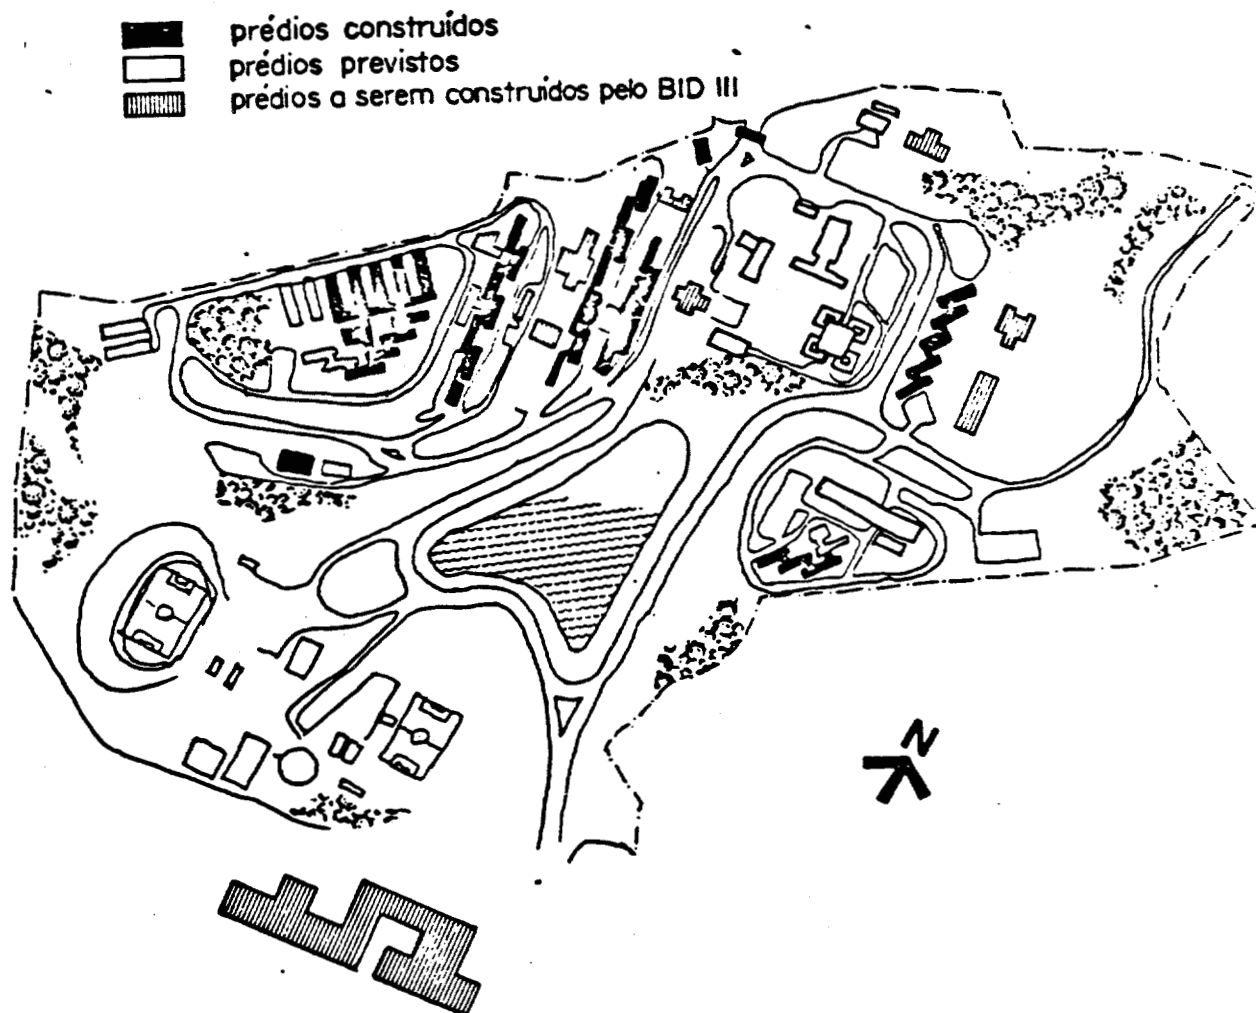 prédios construídos
prédios previstos
prédios a serem construídos pelo BID III
N